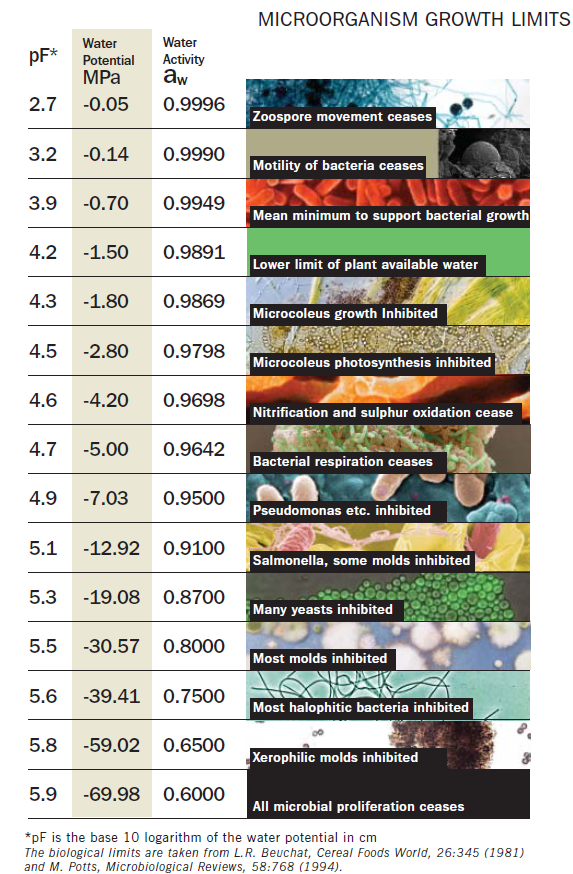 MICROORGANISM GROWTH LIMITS
pF* Water Potential MPa Water Activity aw
2.7 -0.05 0.9996 Zoospore movement ceases
3.2 -0.14 0.9990 Motility of bacteria ceases
3.9 -0.70 0.9949 Mean minimum to support bacterial growth
4.2 -1.50 0.9891 Lower limit of plant available water
4.3 -1.80 0.9869 Microcoleus growth Inhibited
4.5 -2.80 0.9798 Microcoleus photosynthesis inhibited
4.6 -4.20 0.9698 Nitrification and sulphur oxidation cease
4.7 -5.00 0.9642 Bacterial respiration ceases
4.9 -7.03 0.9500 Pseudomonas etc. inhibited
5.1 -12.92 0.9100 Salmonella, some molds inhibited
5.3 -19.08 0.8700 Many yeasts inhibited
5.5 -30.57 0.8000 Most molds inhibited
5.6 -39.41 0.7500 Most halophitic bacteria inhibited
5.8 -59.02 0.6500 Xerophilic molds inhibited
5.9 -69.98 0.6000 All microbial proliferation ceases
*pF is the base 10 logarithm of the water potential in cm
The biological limits are taken from L.R. Beuchat, Cereal Foods World, 26:345 (1981)
and M. Potts, Microbiological Reviews, 58:768 (1994).